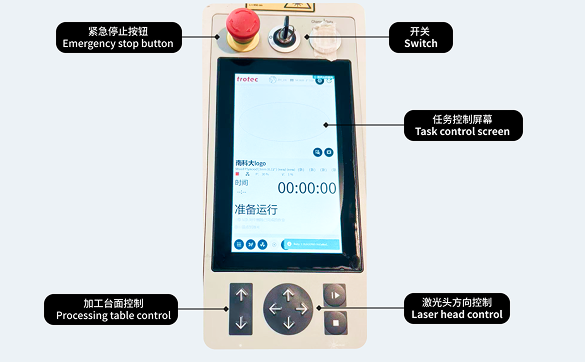 紧急停止按钮
Emergency stop button
开关
Switch
trotec
任务控制屏幕
Task control screen
南科大logo
时间
00:00:00
准备运行
加工台面控制
Processing table control
激光头方向控制
Laser head control